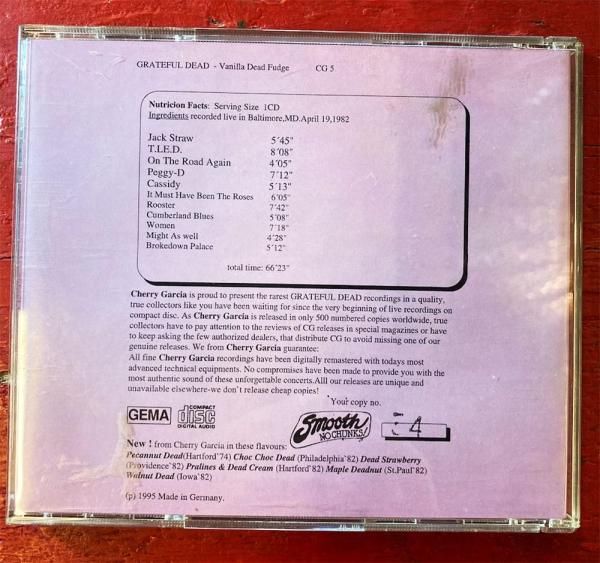 GRATEFUL DEAD - Vanilla Dead Fudge CG 5
Nutricion Facts: Serving Size 1CD
Ingredients recorded live in Baltimore,MD.April 19,1982
Jack Straw 5´45"
T.L.E.D. 8´08"
On The Road Again 4´05"
Peggy-D 7´12"
Cassidy 5´13"
It Must Have Been The Roses 6´05"
Rooster 7´42"
Cumberland Blues 5´08"
Women 7´18"
Might As well 4´28"
Brokedown Palace 5´12"
total time: 66´23"
Cherry Garcia is proud to present the rarest GRATEFUL DEAD recordings in a quality,
true collectors like you have been waiting for since the very beginning of live recordings on
compact disc. As Cherry Garcia is released in only 500 numbered copies worldwide, true
collectors have to pay attention to the reviews of CG releases in special magazines or have
to keep asking the few authorized dealers, that distribute CG to avoid missing one of our
genuine releases. We from Cherry Garcia guarantee:
All fine Cherry Garcia recordings have been digitally remastered with todays most
advanced technical equipments. No compromises have been made to provide you with the
most authentic sound of these unforgettable concerts.Alll our releases are unique and
unavailable elsewhere-we don´t release cheap copies!
Your copy no.
GEMA COMPACT disc DIGITAL AUDIO Smooth NO CHUNKS! 4
New ! from Cherry Garcia in these flavours:
Pecannut Dead(Hartford´74) Choc Choc Dead (Philadelphia´82) Dead Strawberry
(Providence´82) Pralines & Dead Cream (Hartford´82) Maple Deadnut (St.Paul´82)
Walnut Dead (Iowa´82)
(p) 1995 Made in Germany.